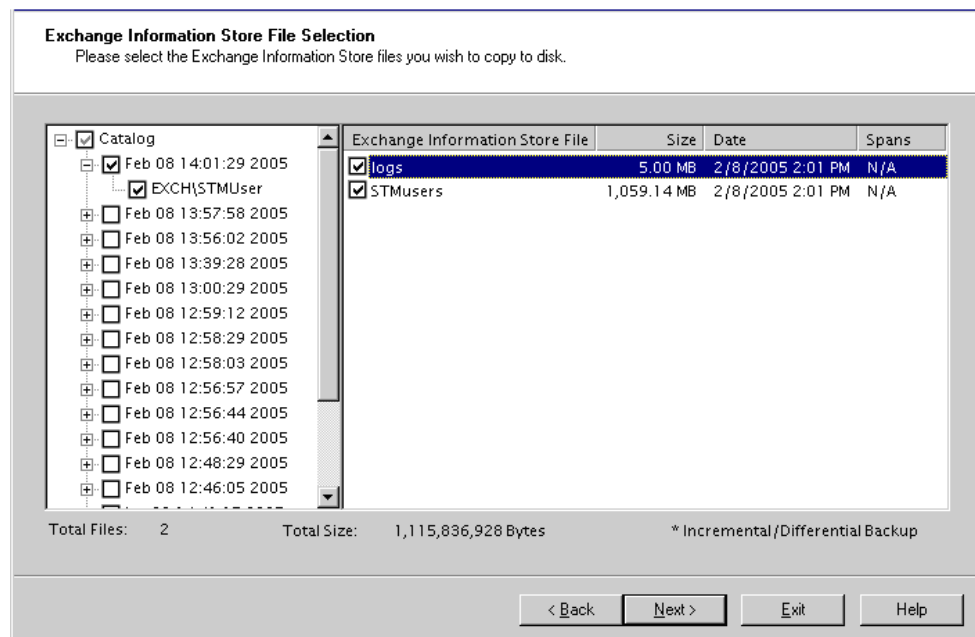 Exchange Information Store File Selection
Please select the Exchange Information Store files you wish to copy to disk.
Catalog
Feb 08 14:01:29 2005
EXCH\STMUser
Feb 08 13:57:58 2005
Feb 08 13:56:02 2005
Feb 08 13:39:28 2005
Feb 08 13:00:29 2005
Feb 08 12:59:12 2005
Feb 08 12:58:29 2005
Feb 08 12:58:03 2005
Feb 08 12:56:57 2005
Feb 08 12:56:44 2005
Feb 08 12:56:40 2005
Feb 08 12:48:29 2005
Feb 08 12:46:05 2005
Exchange Information Store File Size Date Spans
logs 5.00 MB 2/8/2005 2:01 PM N/A
STMusers 1,059.14 MB 2/8/2005 2:01 PM N/A
Total Files: 2 Total Size: 1,115,836,928 Bytes * Incremental/Differential Backup
< Back Next > Exit Help